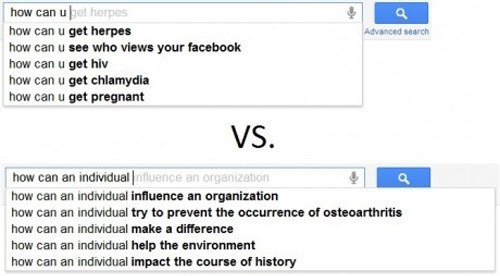 how can u get herpes
how can u get herpes
Advanced search
how can u see who views your facebook
how can u get hiv
how can u get chlamydia
how can u get pregnant
VS.
how can an individual influence an organization
how can an individual influence an organization
how can an individual try to prevent the occurrence of osteoarthritis
how can an individual make a difference
how can an individual help the environment
how can an individual impact the course of history